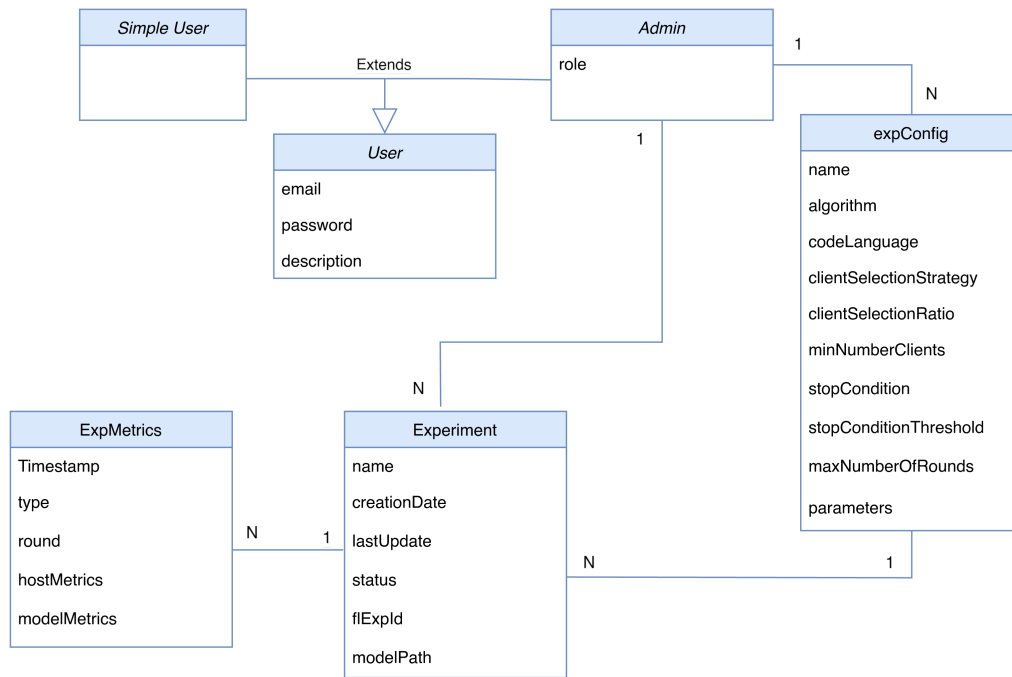 Simple User
Extends
Admin
role
1
N
1
User
email
password
description
expConfig
name
algorithm
codeLanguage
clientSelectionStrategy
clientSelectionRatio
minNumberClients
stopCondition
stopConditionThreshold
maxNumberOfRounds
parameters
N
ExpMetrics
Timestamp
type
round
hostMetrics
modelMetrics
N
1
Experiment
name
creationDate
lastUpdate
status
flExpId
modelPath
N
1